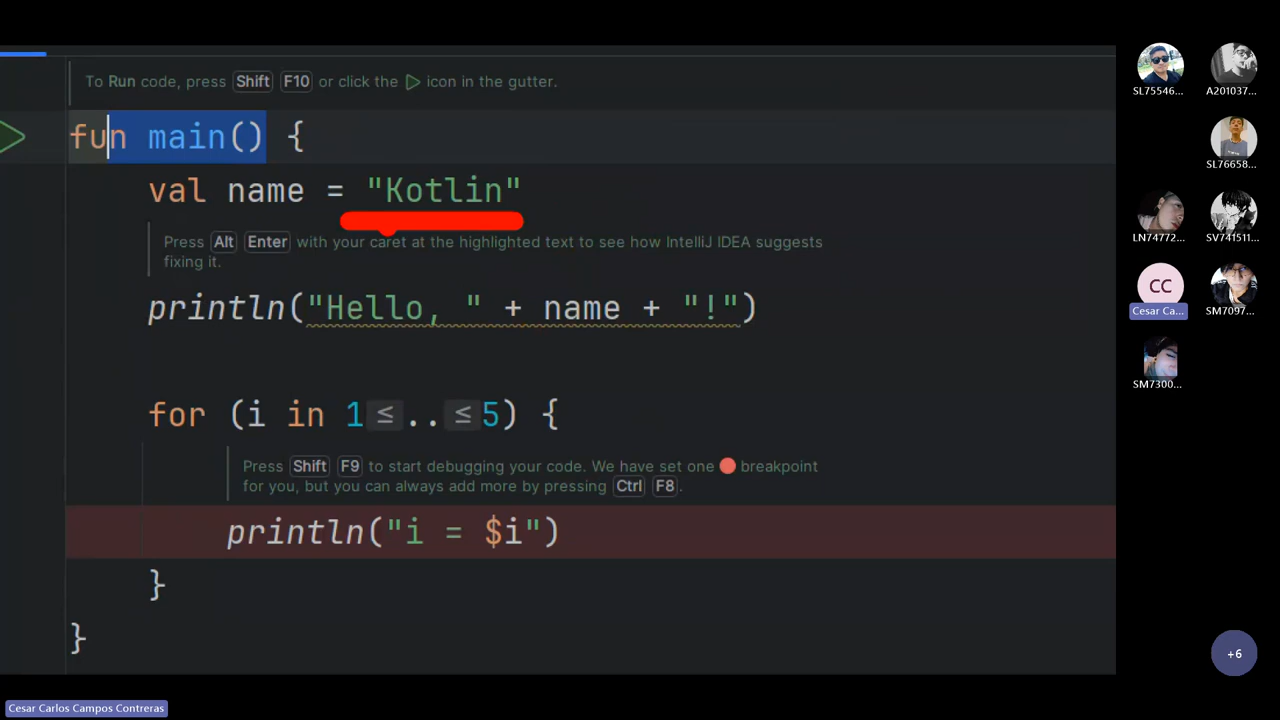 To Run code, press Shift F10 or click the icon in the gutter.
fun main() {
val name = "Kotlin"
Press Alt Enter with your caret at the highlighted text to see how IntelliJ IDEA suggests
fixing it.
println("Hello, " + name + "!")
for (i in 1 ≤ .. ≤ 5) {
Press Shift F9 to start debugging your code. We have set one breakpoint
for you, but you can always add more by pressing Ctrl F8.
println("i = $i")
}
}
SL75546...
A201037...
SL76658...
LN74772...
SV741511...
CC
Cesar Ca...
SM7097...
SM7300...
+6
Cesar Carlos Campos Contreras